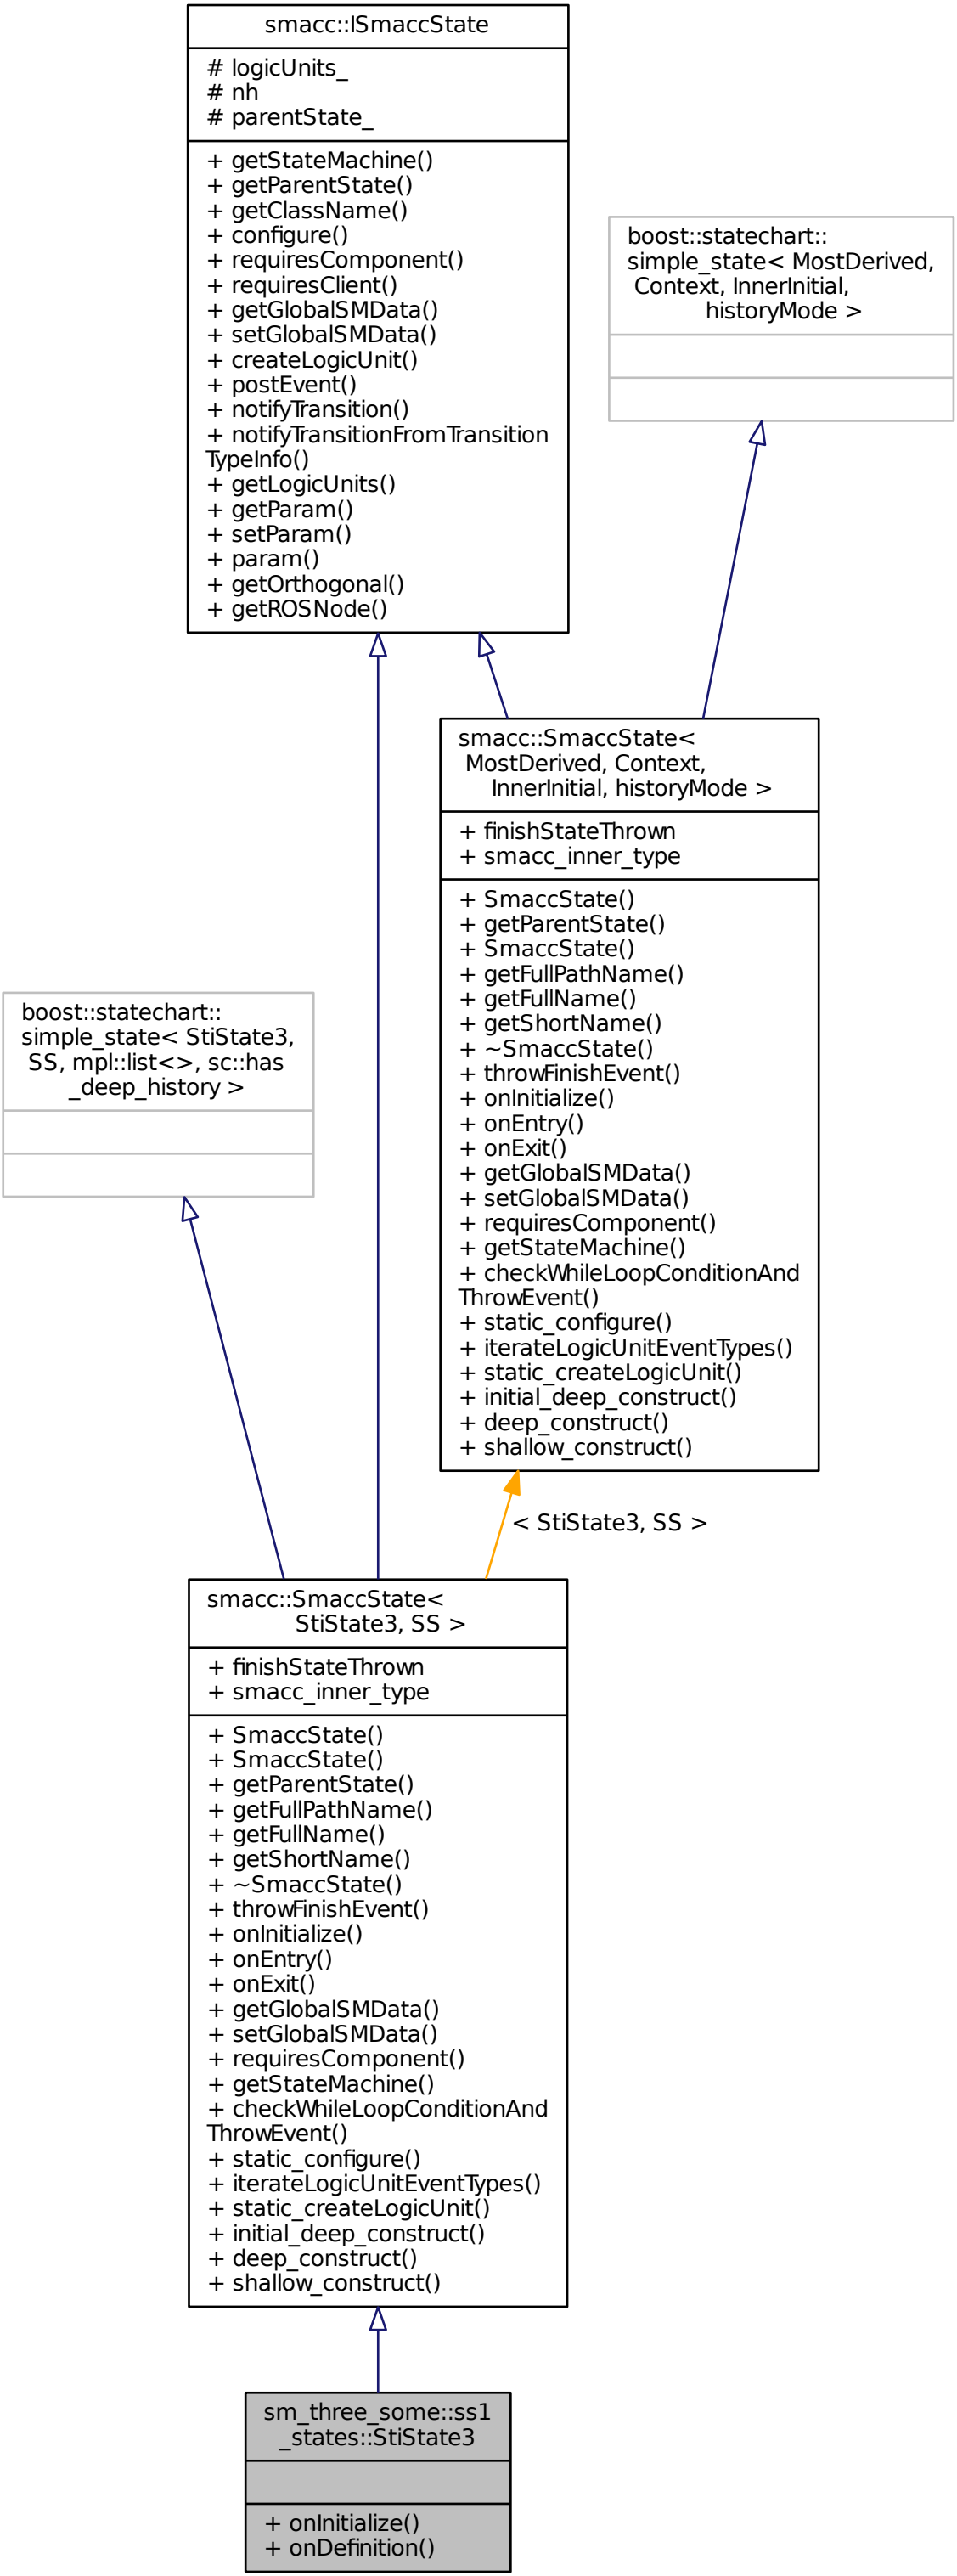 smacc::ISmaccState
# logicUnits_
# nh
# parentState_
+ getStateMachine()
+ getParentState()
+ getClassName()
+ configure()
+ requiresComponent()
+ requiresClient()
+ getGlobalSMData()
+ setGlobalSMData()
+ createLogicUnit()
+ postEvent()
+ notifyTransition()
+ notifyTransitionFromTransition
TypeInfo()
+ getLogicUnits()
+ getParam()
+ setParam()
+ param()
+ getOrthogonal()
+ getROSNode()
boost::statechart::
simple_state< MostDerived,
Context, InnerInitial,
historyMode >
smacc::SmaccState<
MostDerived, Context,
InnerInitial, historyMode >
+ finishStateThrown
+ smacc_inner_type
+ SmaccState()
+ getParentState()
+ SmaccState()
+ getFullPathName()
+ getFullName()
+ getShortName()
+ ~SmaccState()
+ throwFinishEvent()
+ onInitialize()
+ onEntry()
+ onExit()
+ getGlobalSMData()
+ setGlobalSMData()
+ requiresComponent()
+ getStateMachine()
+ checkWhileLoopConditionAnd
ThrowEvent()
+ static_configure()
+ iterateLogicUnitEventTypes()
+ static_createLogicUnit()
+ initial_deep_construct()
+ deep_construct()
+ shallow_construct()
boost::statechart::
simple_state< StiState3,
SS, mpl::list<>, sc::has
_deep_history >
< StiState3, SS >
smacc::SmaccState<
StiState3, SS >
+ finishStateThrown
+ smacc_inner_type
+ SmaccState()
+ SmaccState()
+ getParentState()
+ getFullPathName()
+ getFullName()
+ getShortName()
+ ~SmaccState()
+ throwFinishEvent()
+ onInitialize()
+ onEntry()
+ onExit()
+ getGlobalSMData()
+ setGlobalSMData()
+ requiresComponent()
+ getStateMachine()
+ checkWhileLoopConditionAnd
ThrowEvent()
+ static_configure()
+ iterateLogicUnitEventTypes()
+ static_createLogicUnit()
+ initial_deep_construct()
+ deep_construct()
+ shallow_construct()
sm_three_some::ss1
_states::StiState3
+ onInitialize()
+ onDefinition()